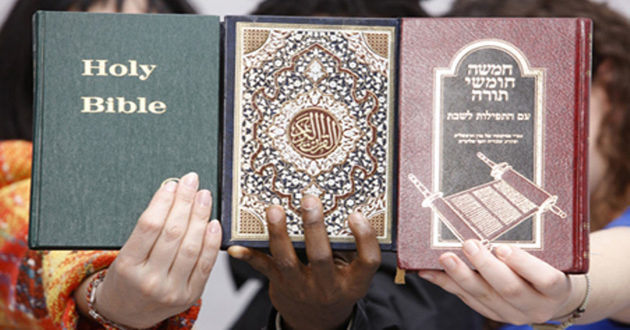 Holy
Bible
القرآن الكريم
חמשה
חומשי
תורה
עם התפילות לשבת